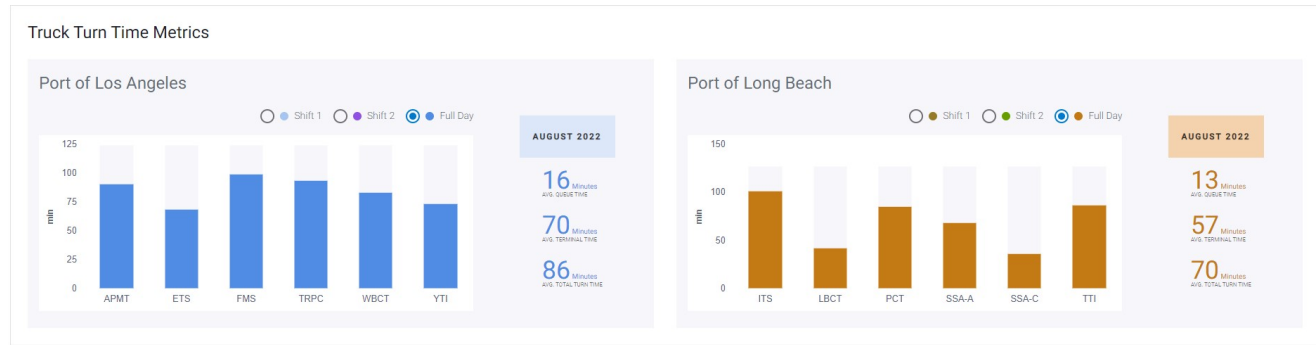 Truck Turn Time Metrics
Port of Los Angeles
Shift 1 Shift 2 Full Day
125
100
75
50
25
0
min
APMT ETS FMS TRPC WBCT YTI
AUGUST 2022
16 Minutes
AVG. QUEUE TIME
70 Minutes
AVG. TERMINAL TIME
86 Minutes
AVG. TOTAL TURN TIME
Port of Long Beach
Shift 1 Shift 2 Full Day
150
100
50
0
min
ITS LBCT PCT SSA-A SSA-C TTI
AUGUST 2022
13 Minutes
AVG. QUEUE TIME
57 Minutes
AVG. TERMINAL TIME
70 Minutes
AVG. TOTAL TURN TIME